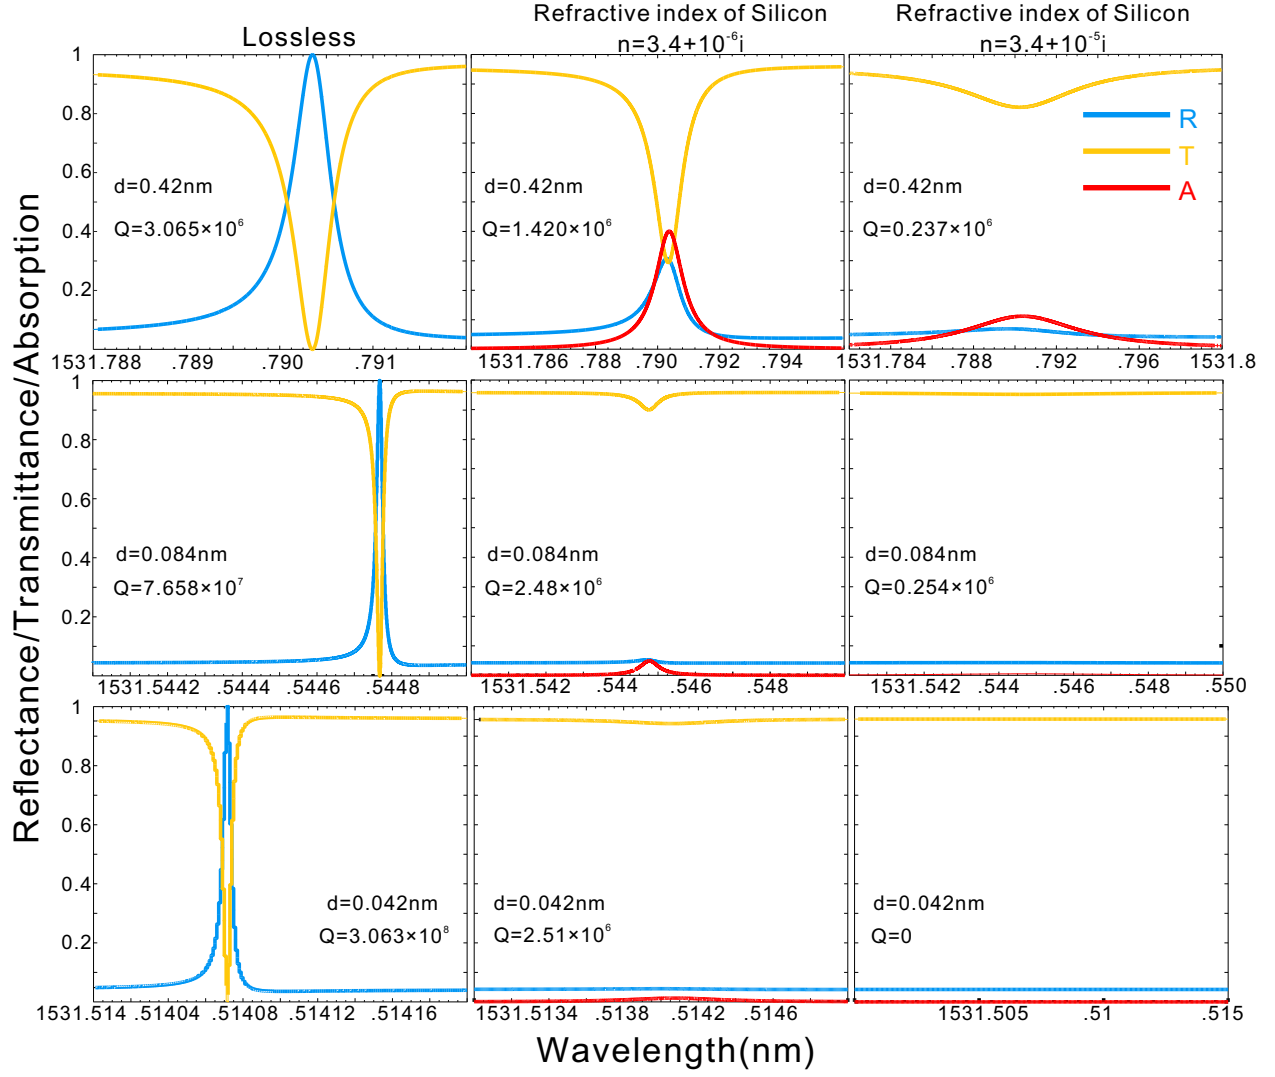 Lossless
Refractive index of Silicon
n=3.4+10⁻⁶i
Refractive index of Silicon
n=3.4+10⁻⁵i
Reflectance/Transmittance/Absorption
1
0.8
0.6
0.4
0.2
d=0.42nm
Q=3.065×10⁶
1531.788 .789 .790 .791
d=0.42nm
Q=1.420×10⁶
1531.786 .788 .790 .792 .794
R
T
A
d=0.42nm
Q=0.237×10⁶
1531.784 .788 .792 .796 1531.8
1
0.8
0.6
0.4
0.2
d=0.084nm
Q=7.658×10⁷
1531.5442 .5444 .5446 .5448
d=0.084nm
Q=2.48×10⁶
1531.542 .544 .546 .548
d=0.084nm
Q=0.254×10⁶
1531.542 .544 .546 .548 .550
1
0.8
0.6
0.4
0.2
d=0.042nm
Q=3.063×10⁸
1531.514 .51404 .51408 .51412 .51416
d=0.042nm
Q=2.51×10⁶
1531.5134 .5138 .5142 .5146
d=0.042nm
Q=0
1531.505 .51 .515
Wavelength(nm)